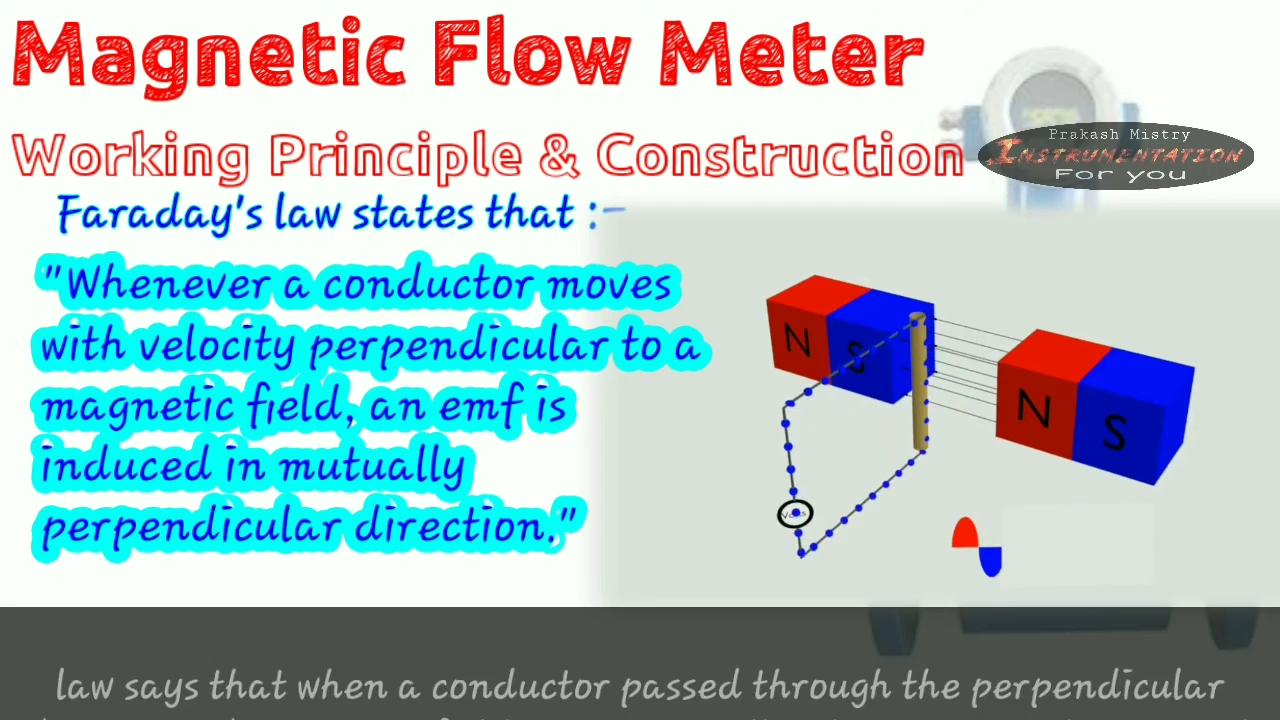 Magnetic Flow Meter
Working Principle & Construction
Prakash Mistry
INSTRUMENTATION
For you
Faraday's law states that :-
"Whenever a conductor moves
with velocity perpendicular to a
magnetic field, an emf is
induced in mutually
perpendicular direction."
N S
N S
law says that when a conductor passed through the perpendicular